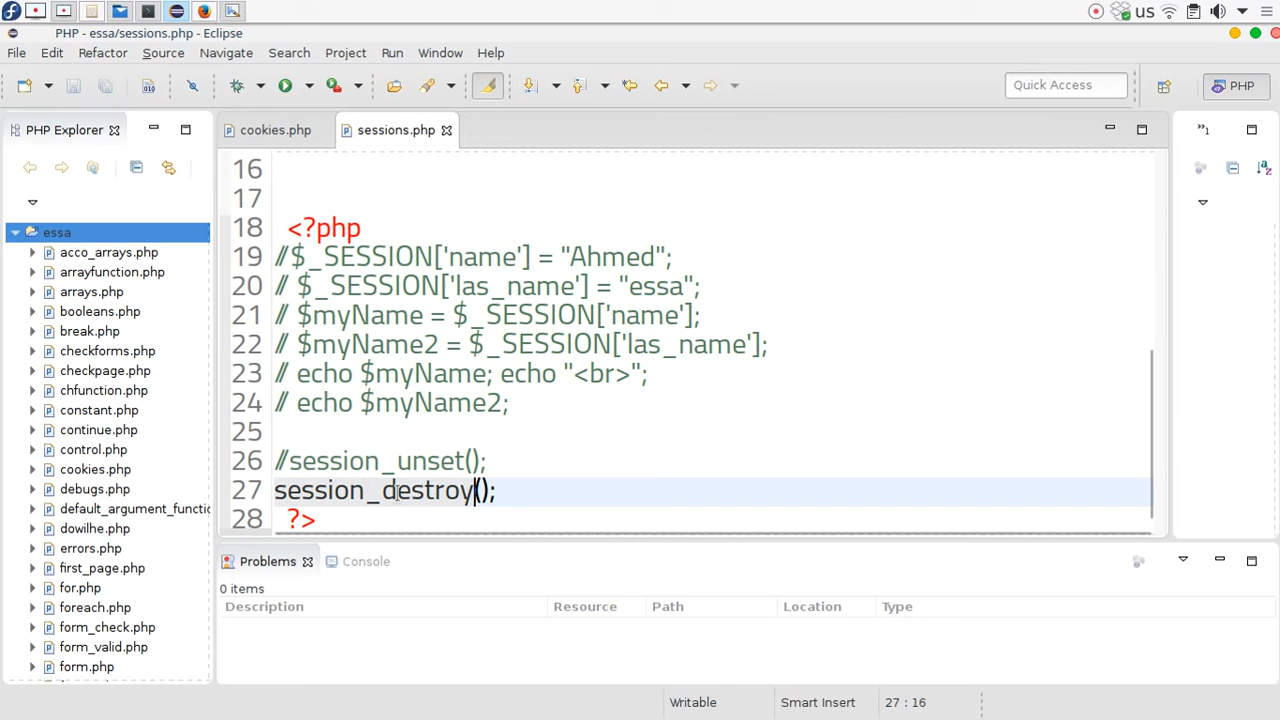 us
PHP - essa/sessions.php - Eclipse
File Edit Refactor Source Navigate Search Project Run Window Help
010
Quick Access
PHP
PHP Explorer
cookies.php
sessions.php
»1
essa
acco_arrays.php
arrayfunction.php
arrays.php
booleans.php
break.php
checkforms.php
checkpage.php
chfunction.php
constant.php
continue.php
control.php
cookies.php
debugs.php
default_argument_functio
dowilhe.php
errors.php
first_page.php
for.php
foreach.php
form_check.php
form_valid.php
form.php
16
17
18 <?php
19 //$_SESSION['name'] = "Ahmed";
20 // $_SESSION['las_name'] = "essa";
21 // $myName = $_SESSION['name'];
22 // $myName2 = $_SESSION['las_name'];
23 // echo $myName; echo "<br>";
24 // echo $myName2;
25
26 //session_unset();
27 session_destroy();
28 ?>
Problems
Console
0 items
Description Resource Path Location Type
Writable Smart Insert 27 : 16